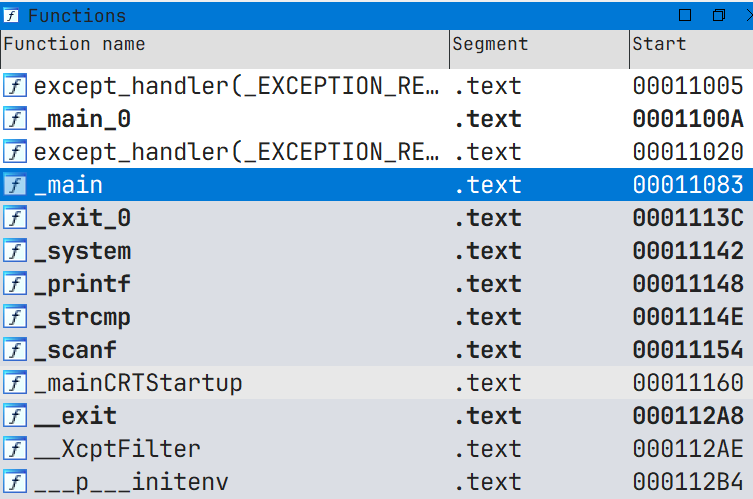 Functions
Function name Segment Start
except_handler(_EXCEPTION_RE… .text 00011005
_main_0 .text 0001100A
except_handler(_EXCEPTION_RE… .text 00011020
_main .text 00011083
_exit_0 .text 0001113C
_system .text 00011142
_printf .text 00011148
_strcmp .text 0001114E
_scanf .text 00011154
_mainCRTStartup .text 00011160
__exit .text 000112A8
__XcptFilter .text 000112AE
___p___initenv .text 000112B4